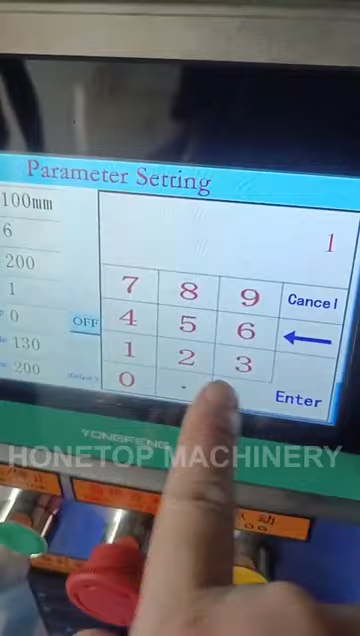 Parameter Setting
100mm
6
200
1
0
130
200
OFF
1
7 8 9 Cancel
4 5 6
1 2 3
0 . Enter
YONGFENG
HONETOP MACHINERY